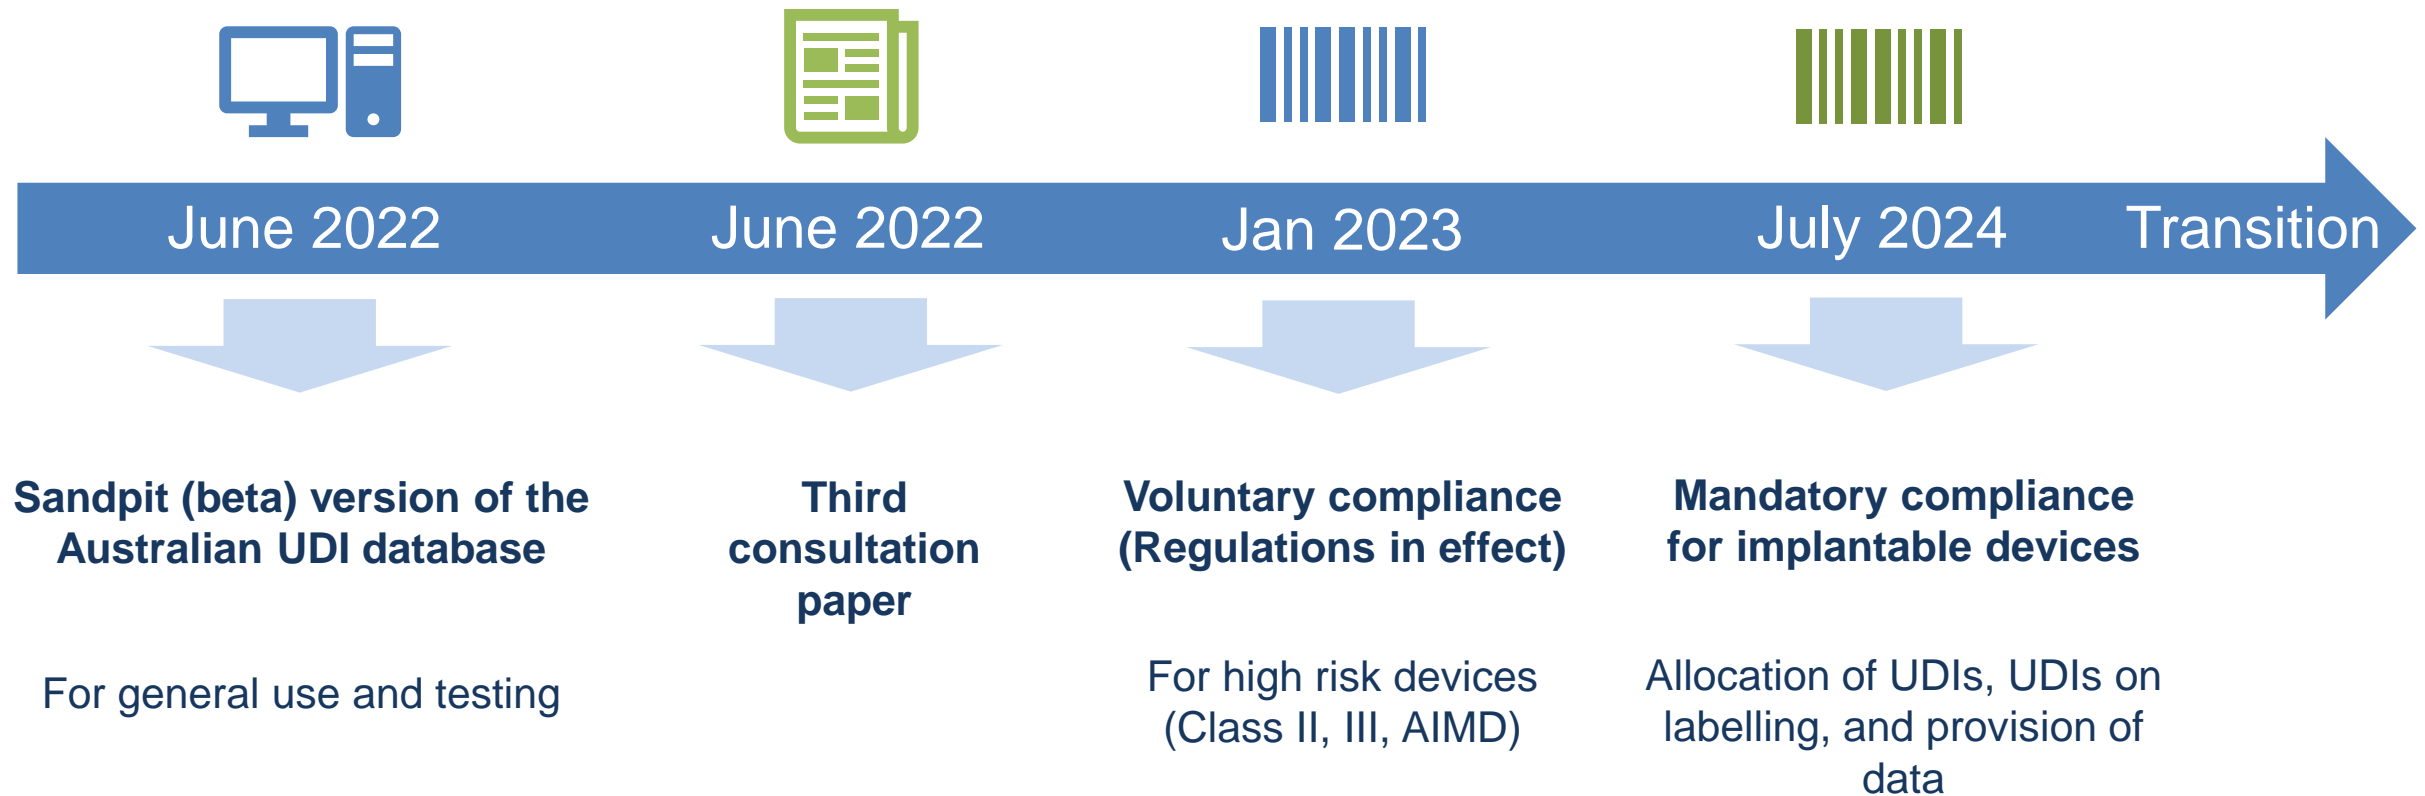 June 2022
June 2022
Jan 2023
July 2024
Transition
Sandpit (beta) version of the
Australian UDI database
For general use and testing
Third
consultation
paper
Voluntary compliance
(Regulations in effect)
For high risk devices
(Class II, III, AIMD)
Mandatory compliance
for implantable devices
Allocation of UDIs, UDIs on
labelling, and provision of
data